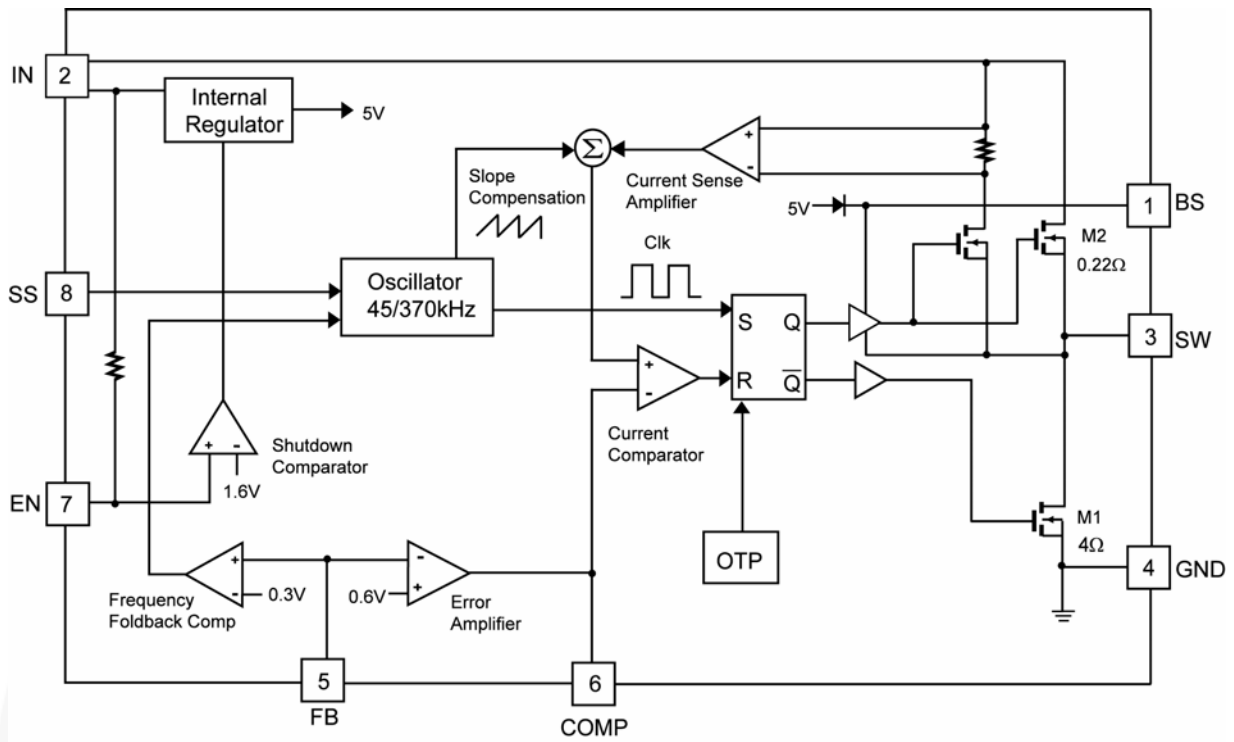 IN
2
Internal
Regulator
5V
Σ
+
-
Current Sense
Amplifier
Slope
Compensation
5V
1
BS
Clk
M2
0.22Ω
SS
8
Oscillator
45/370kHz
S
Q
R
Q̅
3
SW
+
-
Current
Comparator
+
-
Shutdown
Comparator
1.6V
EN
7
M1
4Ω
OTP
4
GND
+
-
0.3V
Frequency
Foldback Comp
-
+
0.6V
Error
Amplifier
5
FB
6
COMP